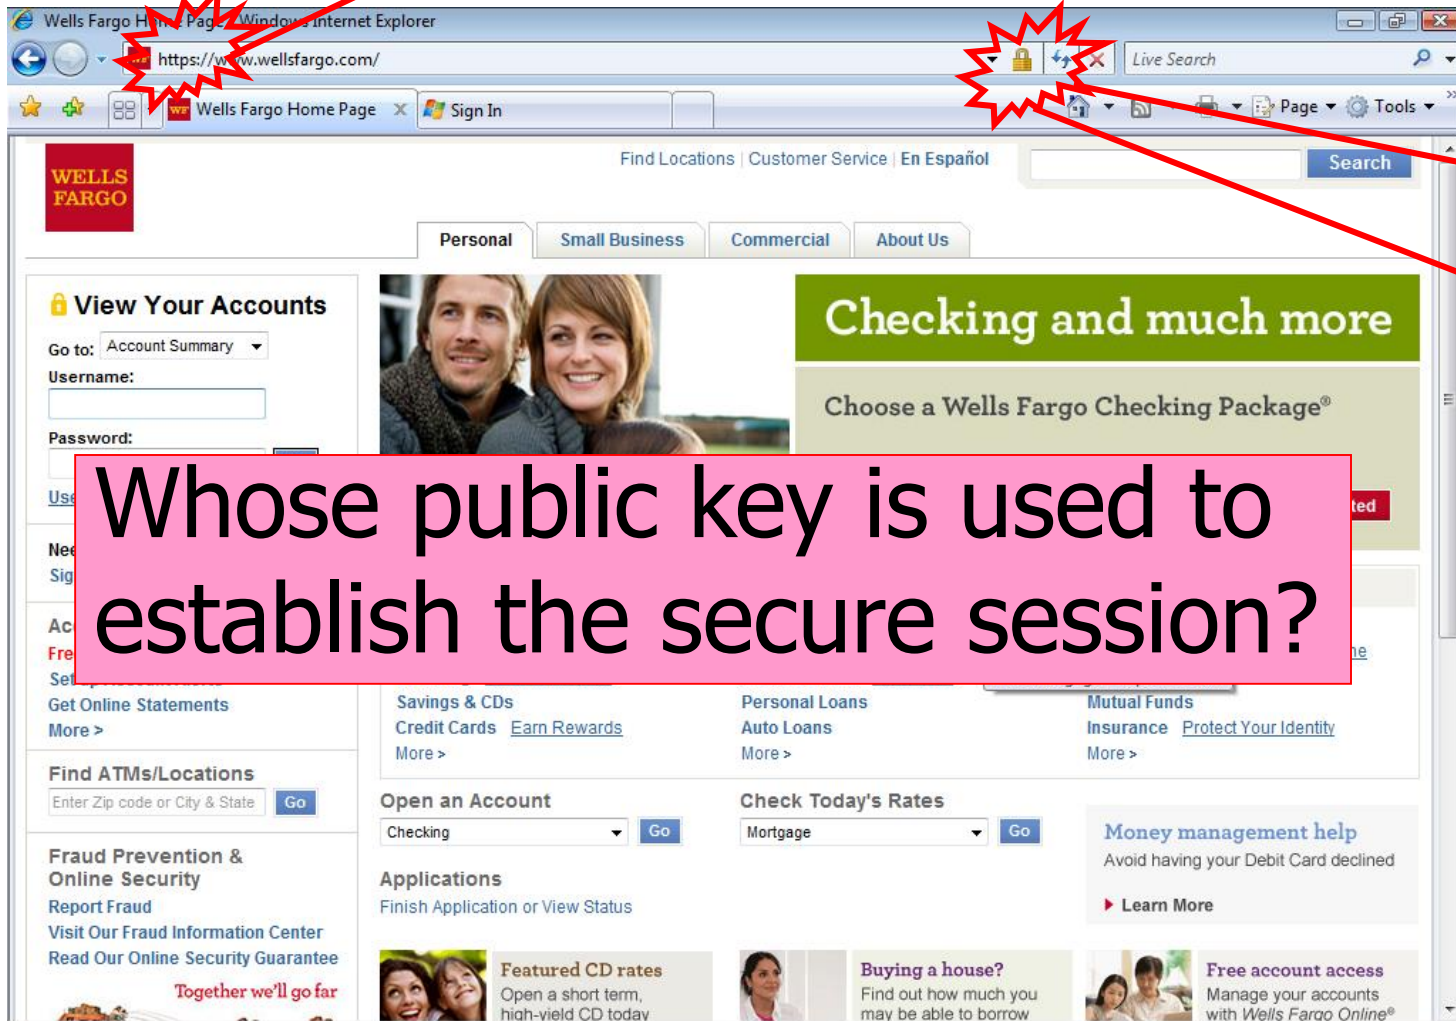 Wells Fargo Home Page - Windows Internet Explorer
https://www.wellsfargo.com/
Live Search
Wells Fargo Home Page
Sign In
Page
Tools
WELLS
FARGO
Find Locations | Customer Service | En Español
Search
Personal
Small Business
Commercial
About Us
View Your Accounts
Go to: Account Summary
Username:
Password:
Checking and much more
Choose a Wells Fargo Checking Package®
Whose public key is used to
establish the secure session?
Get Online Statements
More >
Savings & CDs
Credit Cards Earn Rewards
More >
Personal Loans
Auto Loans
More >
Mutual Funds
Insurance Protect Your Identity
More >
Find ATMs/Locations
Enter Zip code or City & State Go
Open an Account
Checking Go
Check Today's Rates
Mortgage Go
Money management help
Avoid having your Debit Card declined
Learn More
Fraud Prevention &
Online Security
Report Fraud
Visit Our Fraud Information Center
Read Our Online Security Guarantee
Together we'll go far
Applications
Finish Application or View Status
Featured CD rates
Open a short term,
high-yield CD today
Buying a house?
Find out how much you
may be able to borrow
Free account access
Manage your accounts
with Wells Fargo Online®